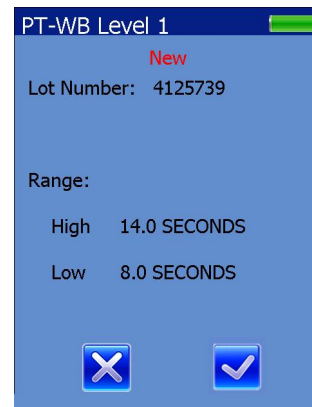 PT-WB Level 1
New
Lot Number: 4125739
Range:
High 14.0 SECONDS
Low 8.0 SECONDS